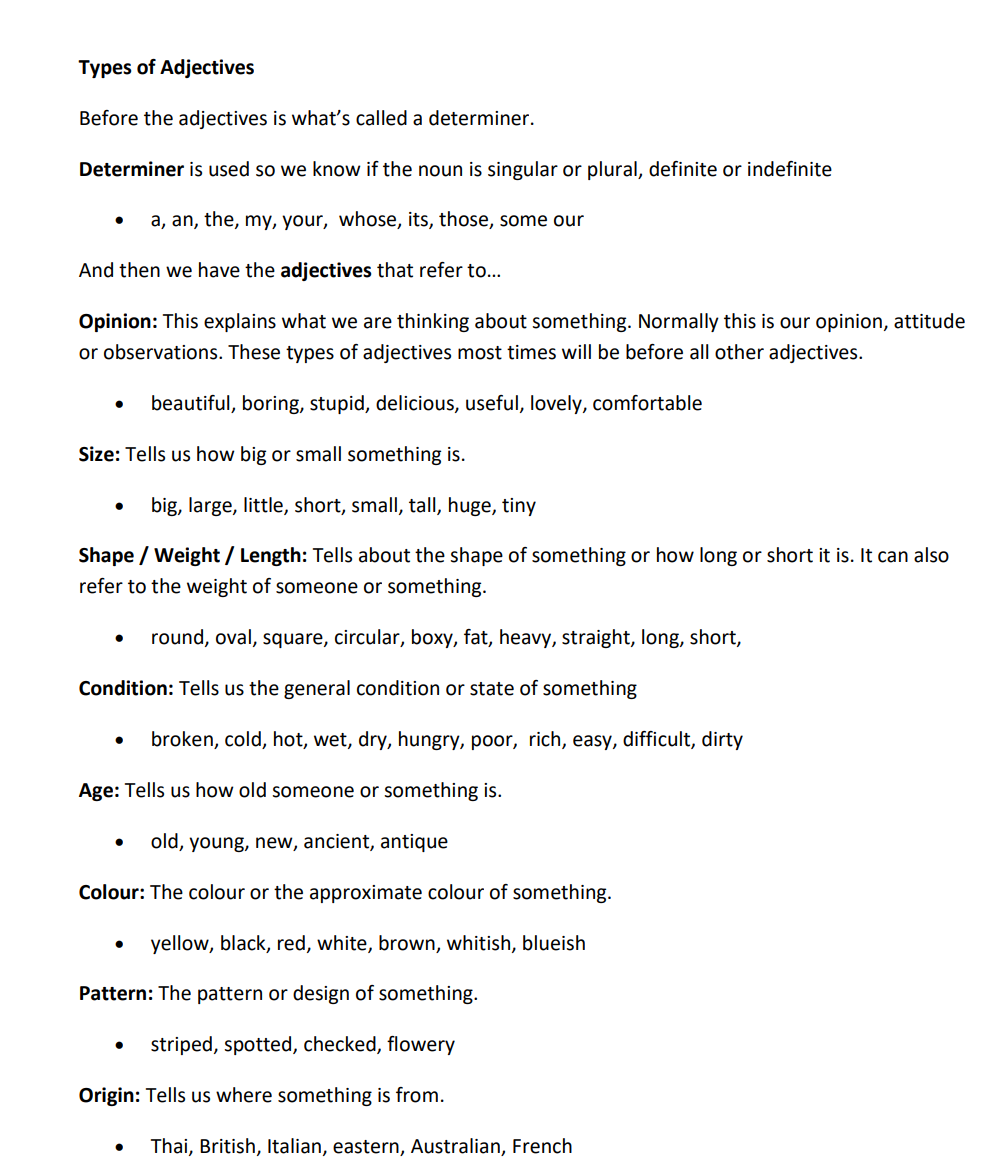 Types of Adjectives
Before the adjectives is what’s called a determiner.
Determiner is used so we know if the noun is singular or plural, definite or indefinite
• a, an, the, my, your,  whose, its, those, some our
And then we have the adjectives that refer to…
Opinion: This explains what we are thinking about something. Normally this is our opinion, attitude
or observations. These types of adjectives most times will be before all other adjectives.
• beautiful, boring, stupid, delicious, useful, lovely, comfortable
Size: Tells us how big or small something is.
• big, large, little, short, small, tall, huge, tiny
Shape / Weight / Length: Tells about the shape of something or how long or short it is. It can also
refer to the weight of someone or something.
• round, oval, square, circular, boxy, fat, heavy, straight, long, short,
Condition: Tells us the general condition or state of something
• broken, cold, hot, wet, dry, hungry, poor,  rich, easy, difficult, dirty
Age: Tells us how old someone or something is.
• old, young, new, ancient, antique
Colour: The colour or the approximate colour of something.
• yellow, black, red, white, brown, whitish, blueish
Pattern: The pattern or design of something.
• striped, spotted, checked, flowery
Origin: Tells us where something is from.
• Thai, British, Italian, eastern, Australian, French